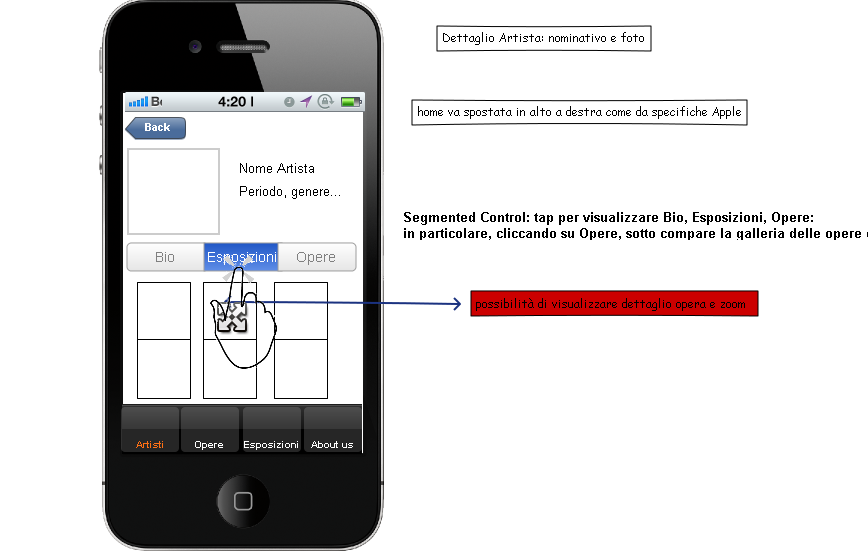 Dettaglio Artista: nominativo e foto
4:20
home va spostata in alto a destra come da specifiche Apple
Back
Nome Artista
Periodo, genere...
Segmented Control: tap per visualizzare Bio, Esposizioni, Opere:
in particolare, cliccando su Opere, sotto compare la galleria delle opere
Bio Esposizioni Opere
possibilita di visualizzare dettaglio opera e zoom
Artisti Opere Esposizioni About us